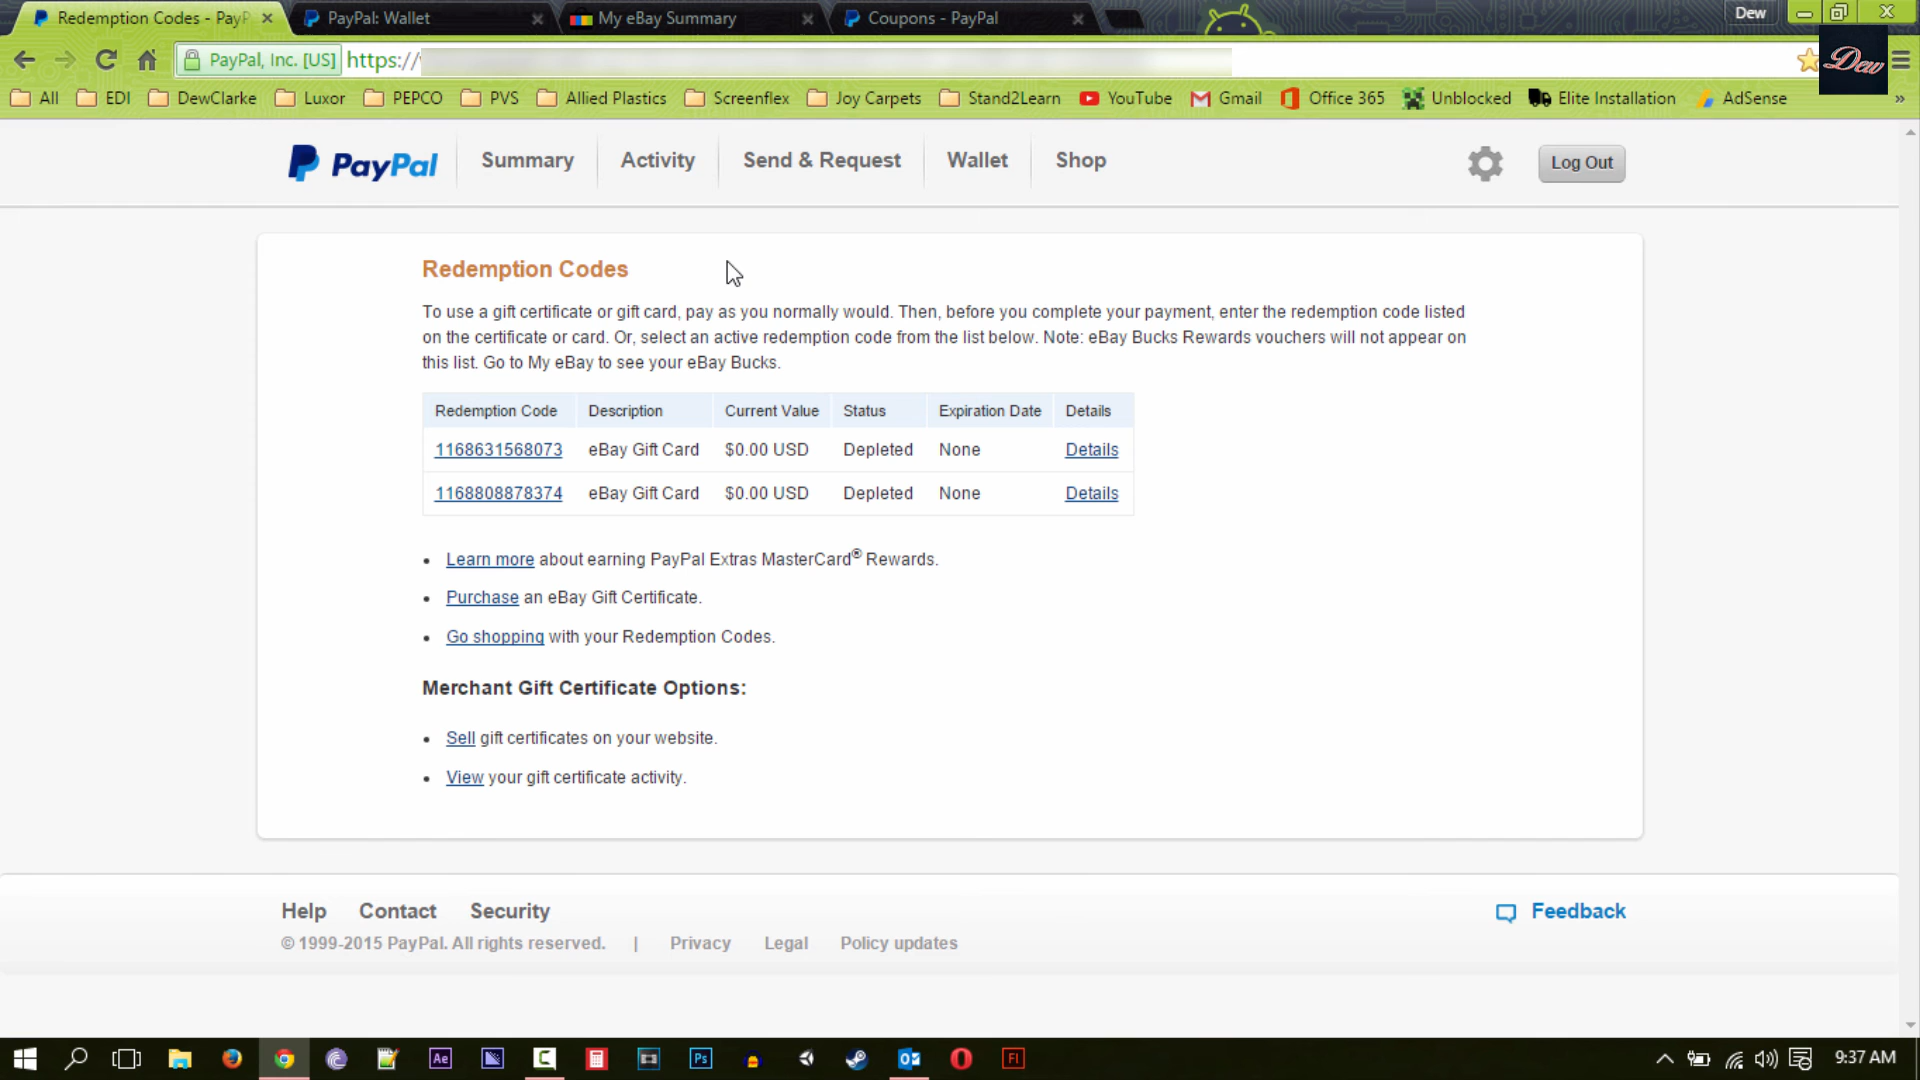 Redemption Codes - PayP
PayPal: Wallet
My eBay Summary
Coupons - PayPal
Dew
PayPal, Inc. [US]
https://
Dew
All
EDI
DewClarke
Luxor
PEPCO
PVS
Allied Plastics
Screenflex
Joy Carpets
Stand2Learn
YouTube
Gmail
Office 365
Unblocked
Elite Installation
AdSense
»
PayPal
Summary
Activity
Send & Request
Wallet
Shop
Log Out
Redemption Codes
To use a gift certificate or gift card, pay as you normally would. Then, before you complete your payment, enter the redemption code listed
on the certificate or card. Or, select an active redemption code from the list below. Note: eBay Bucks Rewards vouchers will not appear on
this list. Go to My eBay to see your eBay Bucks.
Redemption Code Description Current Value Status Expiration Date Details
1168631568073 eBay Gift Card $0.00 USD Depleted None Details
1168808878374 eBay Gift Card $0.00 USD Depleted None Details
• Learn more about earning PayPal Extras MasterCard® Rewards.
• Purchase an eBay Gift Certificate.
• Go shopping with your Redemption Codes.
Merchant Gift Certificate Options:
• Sell gift certificates on your website.
• View your gift certificate activity.
Help Contact Security
Feedback
© 1999-2015 PayPal. All rights reserved. | Privacy Legal Policy updates
Ae
C
Ps
Fl
9:37 AM